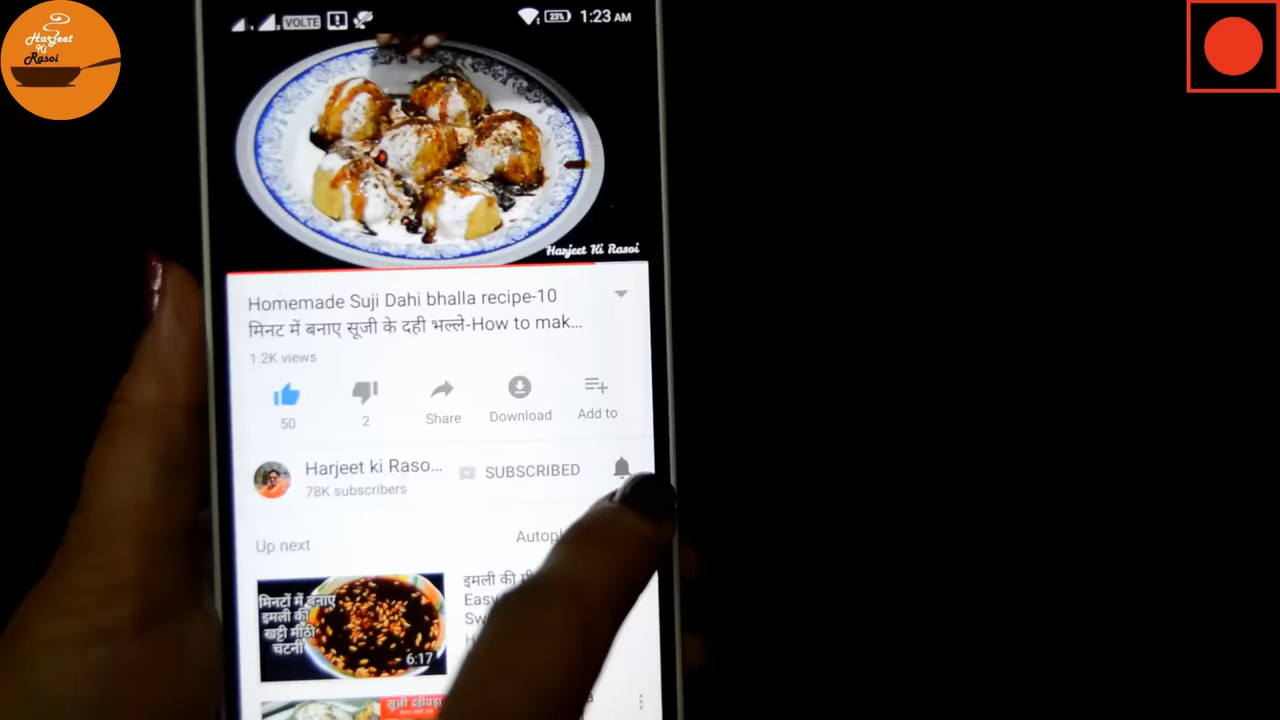 Harjeet
Ki
Rasoi
VOLTE
23%
1:23 AM
Harjeet Ki Rasoi
Homemade Suji Dahi bhalla recipe-10
मिनट में बनाए सूजी के दही भल्ले-How to mak...
1.2K views
50
2
Share
Download
Add to
Harjeet ki Raso...
SUBSCRIBED
78K subscribers
Up next
मिनटों में बनाए
इमली की
खट्टी मीठी
चटनी
6:17
इमली की
Easy
सूजी दहीवड़ा